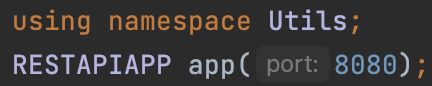 using namespace Utils;
RESTAPIAPP app( port: 8080);